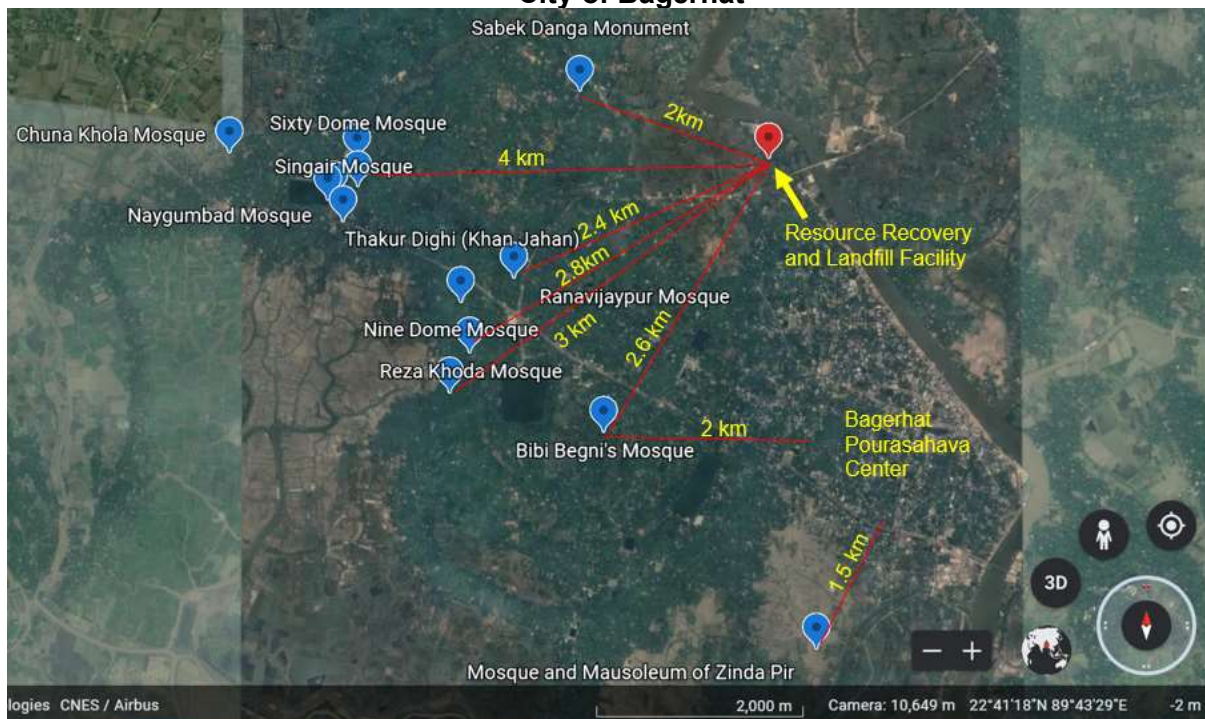 City of Bagerhat
Sabek Danga Monument
2km
Chuna Khola Mosque
Sixty Dome Mosque
Singair Mosque
4 km
Naygumbad Mosque
2.4 km
Resource Recovery
and Landfill Facility
Thakur Dighi (Khan Jahan)
2.8km
Ranavijaypur Mosque
Nine Dome Mosque
3 km
2.6 km
Reza Khoda Mosque
2 km
Bagerhat
Pourasahava
Center
Bibi Begni's Mosque
1.5 km
3D
Mosque and Mausoleum of Zinda Pir
logies CNES / Airbus
2,000 m
Camera: 10,649 m 22°41'18"N 89°43'29"E
-2 m